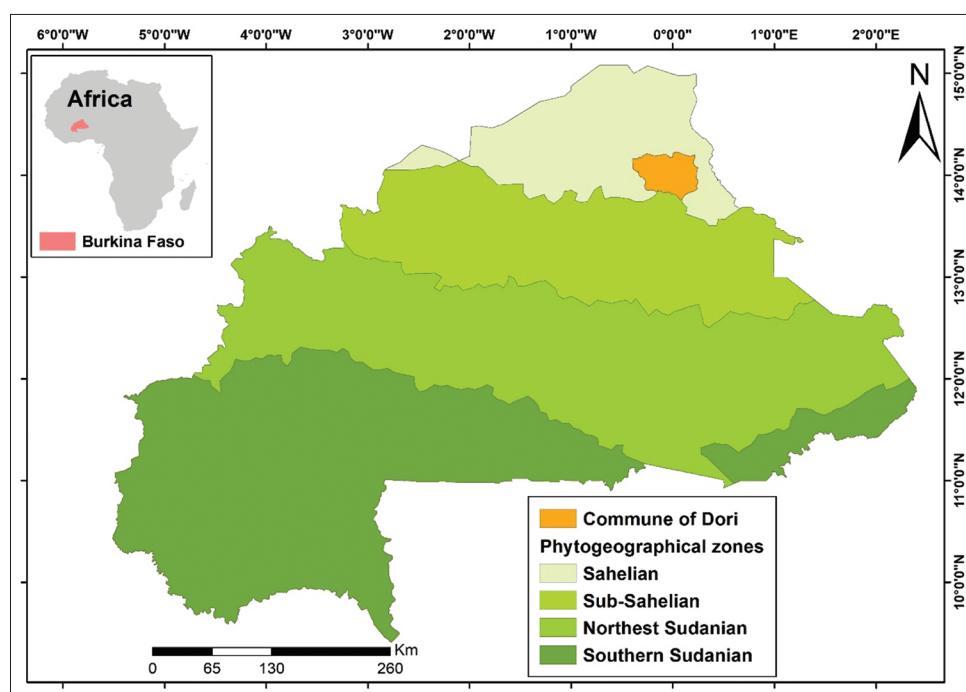 6°0'0"W 5°0'0"W 4°0'0"W 3°0'0"W 2°0'0"W 1°0'0"W 0°0'0" 1°0'0"E 2°0'0"E
Africa
Burkina Faso
N
15°0'0"N
14°0'0"N
13°0'0"N
12°0'0"N
11°0'0"N
10°0'0"N
Commune of Dori
Phytogeographical zones
Sahelian
Sub-Sahelian
Northest Sudanian
Southern Sudanian
Km
0 65 130 260